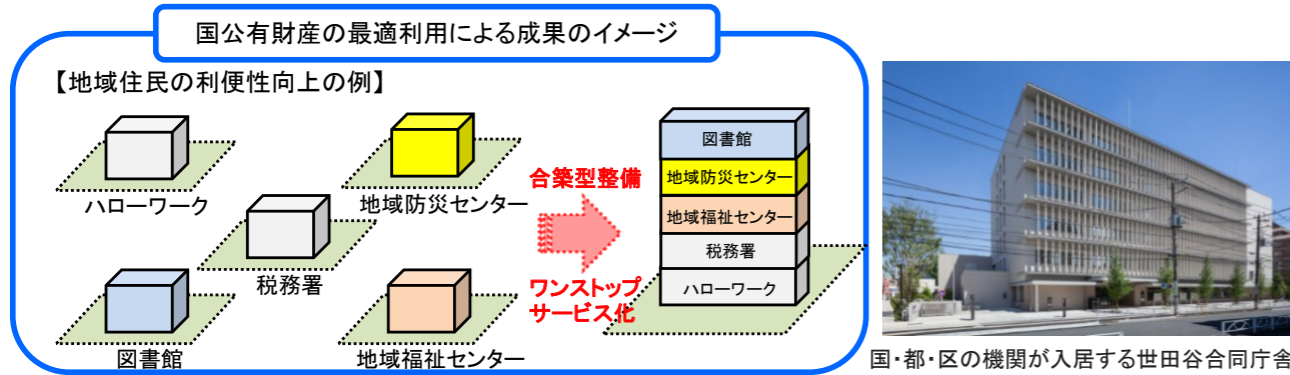 国公有財産の最適利用による成果のイメージ
【地域住民の利便性向上の例】
ハローワーク
地域防災センター
税務署
図書館
地域福祉センター
合築型整備
ワンストップ
サービス化
図書館
地域防災センター
地域福祉センター
税務署
ハローワーク
国・都・区の機関が入居する世田谷合同庁舎